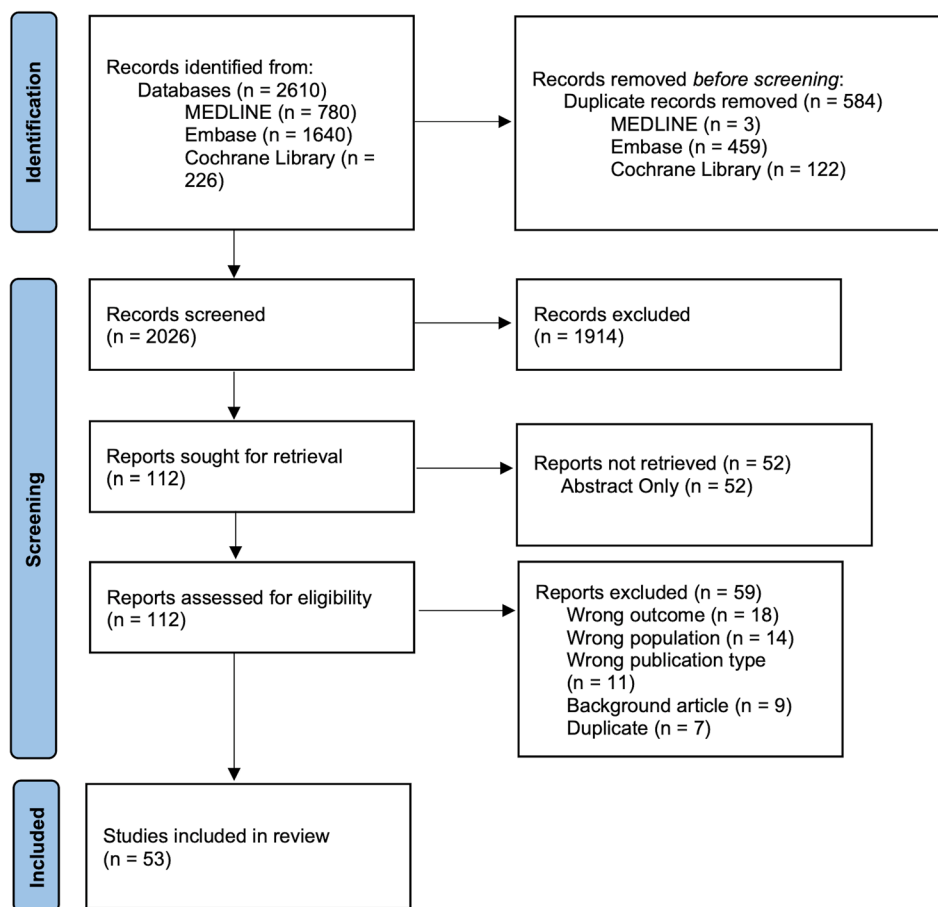 Identification
Records identified from:
Databases (n = 2610)
MEDLINE (n = 780)
Embase (n = 1640)
Cochrane Library (n =
226)
Records removed before screening:
Duplicate records removed (n = 584)
MEDLINE (n = 3)
Embase (n = 459)
Cochrane Library (n = 122)
Screening
Records screened
(n = 2026)
Records excluded
(n = 1914)
Reports sought for retrieval
(n = 112)
Reports not retrieved (n = 52)
Abstract Only (n = 52)
Reports assessed for eligibility
(n = 112)
Reports excluded (n = 59)
Wrong outcome (n = 18)
Wrong population (n = 14)
Wrong publication type
(n = 11)
Background article (n = 9)
Duplicate (n = 7)
Included
Studies included in review
(n = 53)